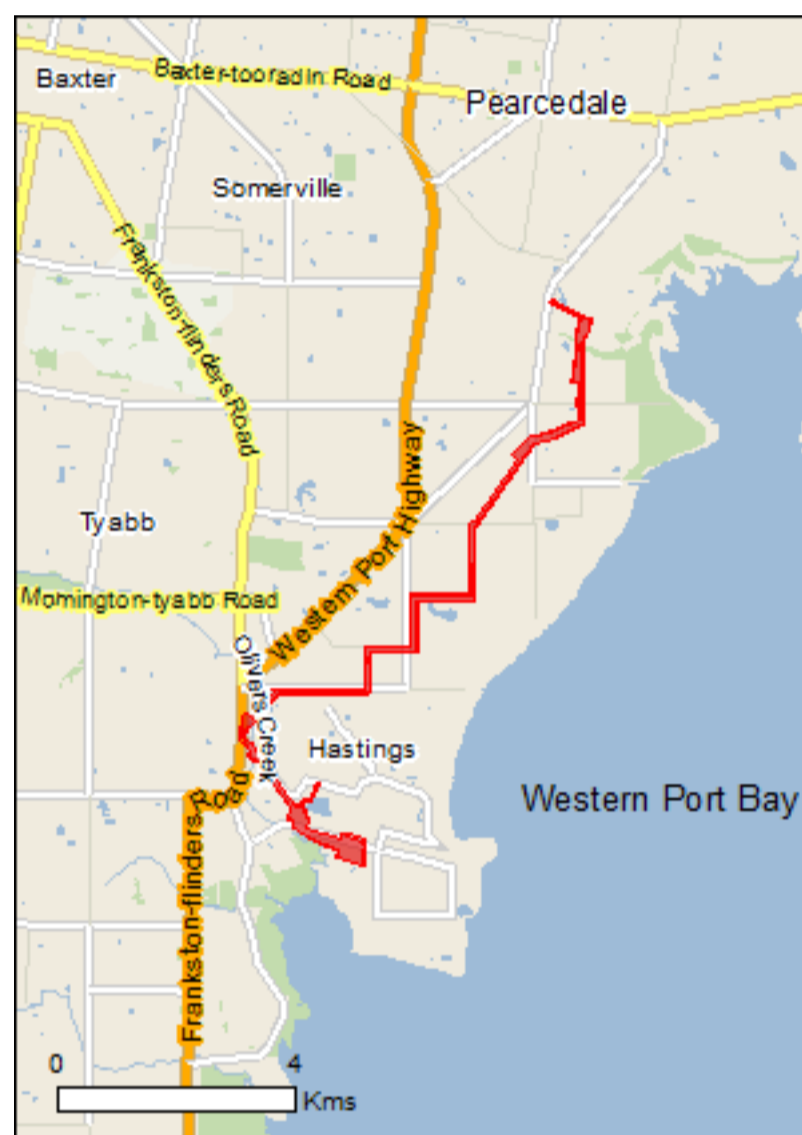 Baxter-tooradin Road
Baxter
Pearcedale
Somerville
Frankston-flinders Road
Western Port Highway
Tyabb
Mornington-tyabb Road
Olivers Creek
Hastings
Western Port Bay
Frankston-flinders Road
0 4
Kms